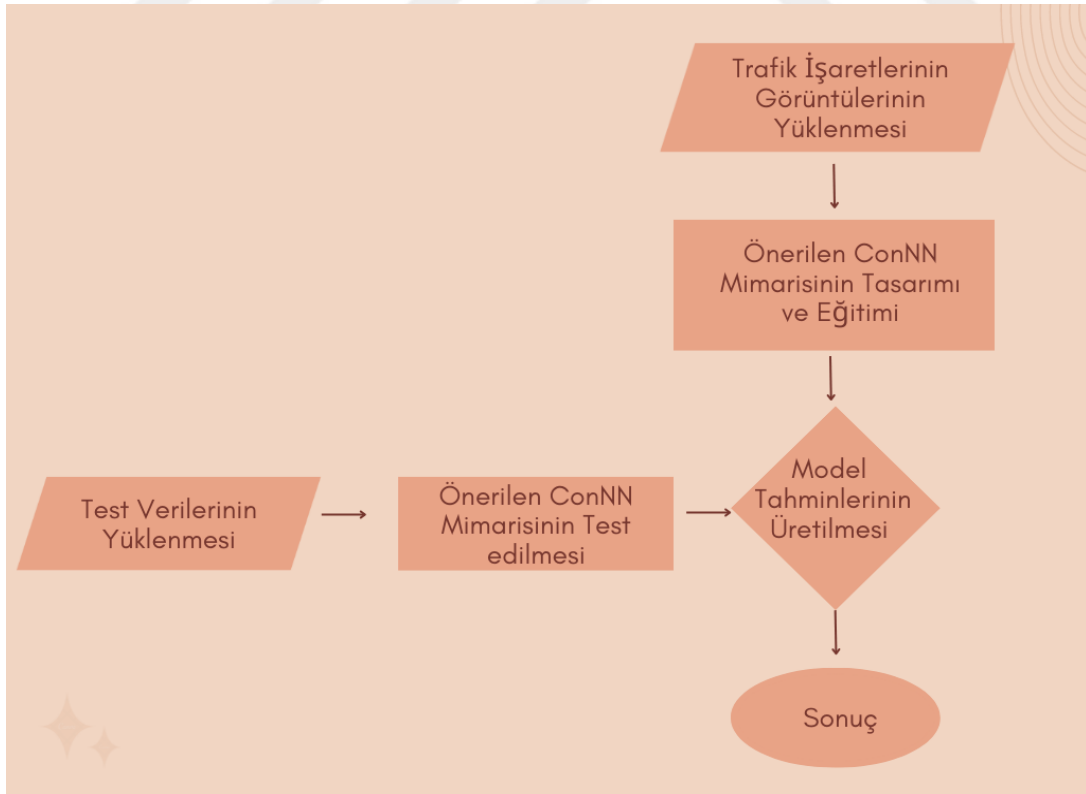 Trafik İşaretlerinin
Görüntülerinin
Yüklenmesi
Önerilen ConNN
Mimarisinin Tasarımı
ve Eğitimi
Test Verilerinin
Yüklenmesi
Önerilen ConNN
Mimarisinin Test
edilmesi
Model
Tahminlerinin
Üretilmesi
Sonuç